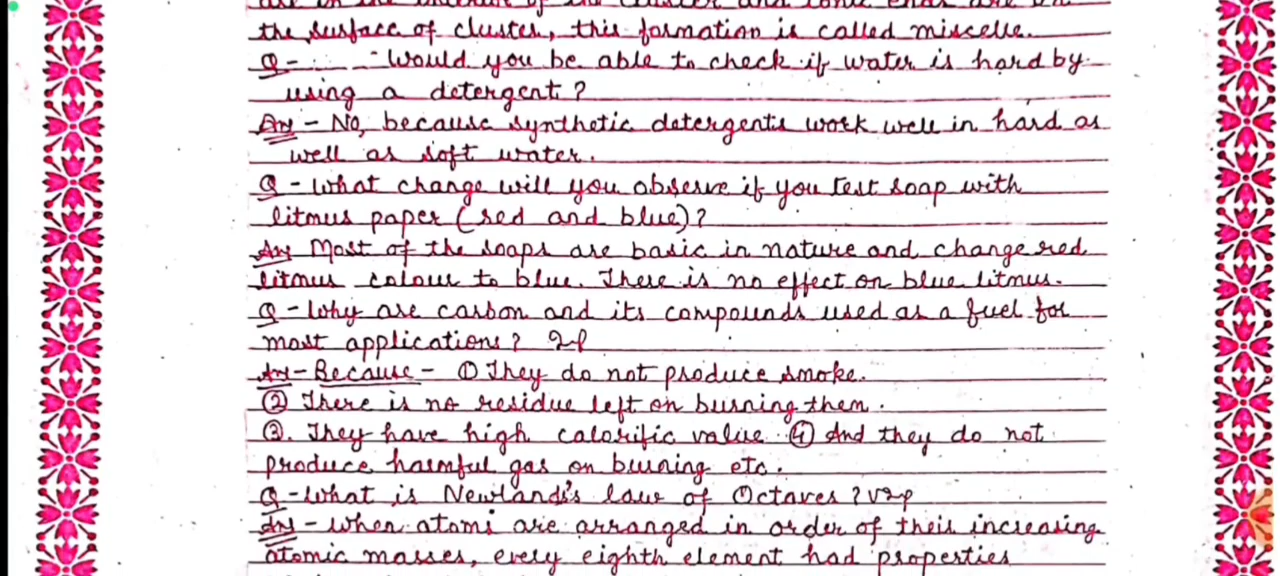 the surface of cluster, this formation is called miscelle.
Q- Would you be able to check if water is hard by
using a detergent?
Ans - No, because synthetic detergents work well in hard as
well as soft water.
Q - What change will you observe if you test soap with
litmus paper (red and blue)?
Ans Most of the soaps are basic in nature and change red
litmus colour to blue. There is no effect on blue litmus.
Q - Why are carbon and its compounds used as a fuel for
most applications?
Ans - Because - ① They do not produce smoke.
② There is no residue left on burning them.
③. They have high calorific value. ④ And they do not
produce harmful gas on burning etc.
Q - What is Newlands's law of Octaves?
Ans - When atoms are arranged in order of their increasing
atomic masses, every eighth element had properties